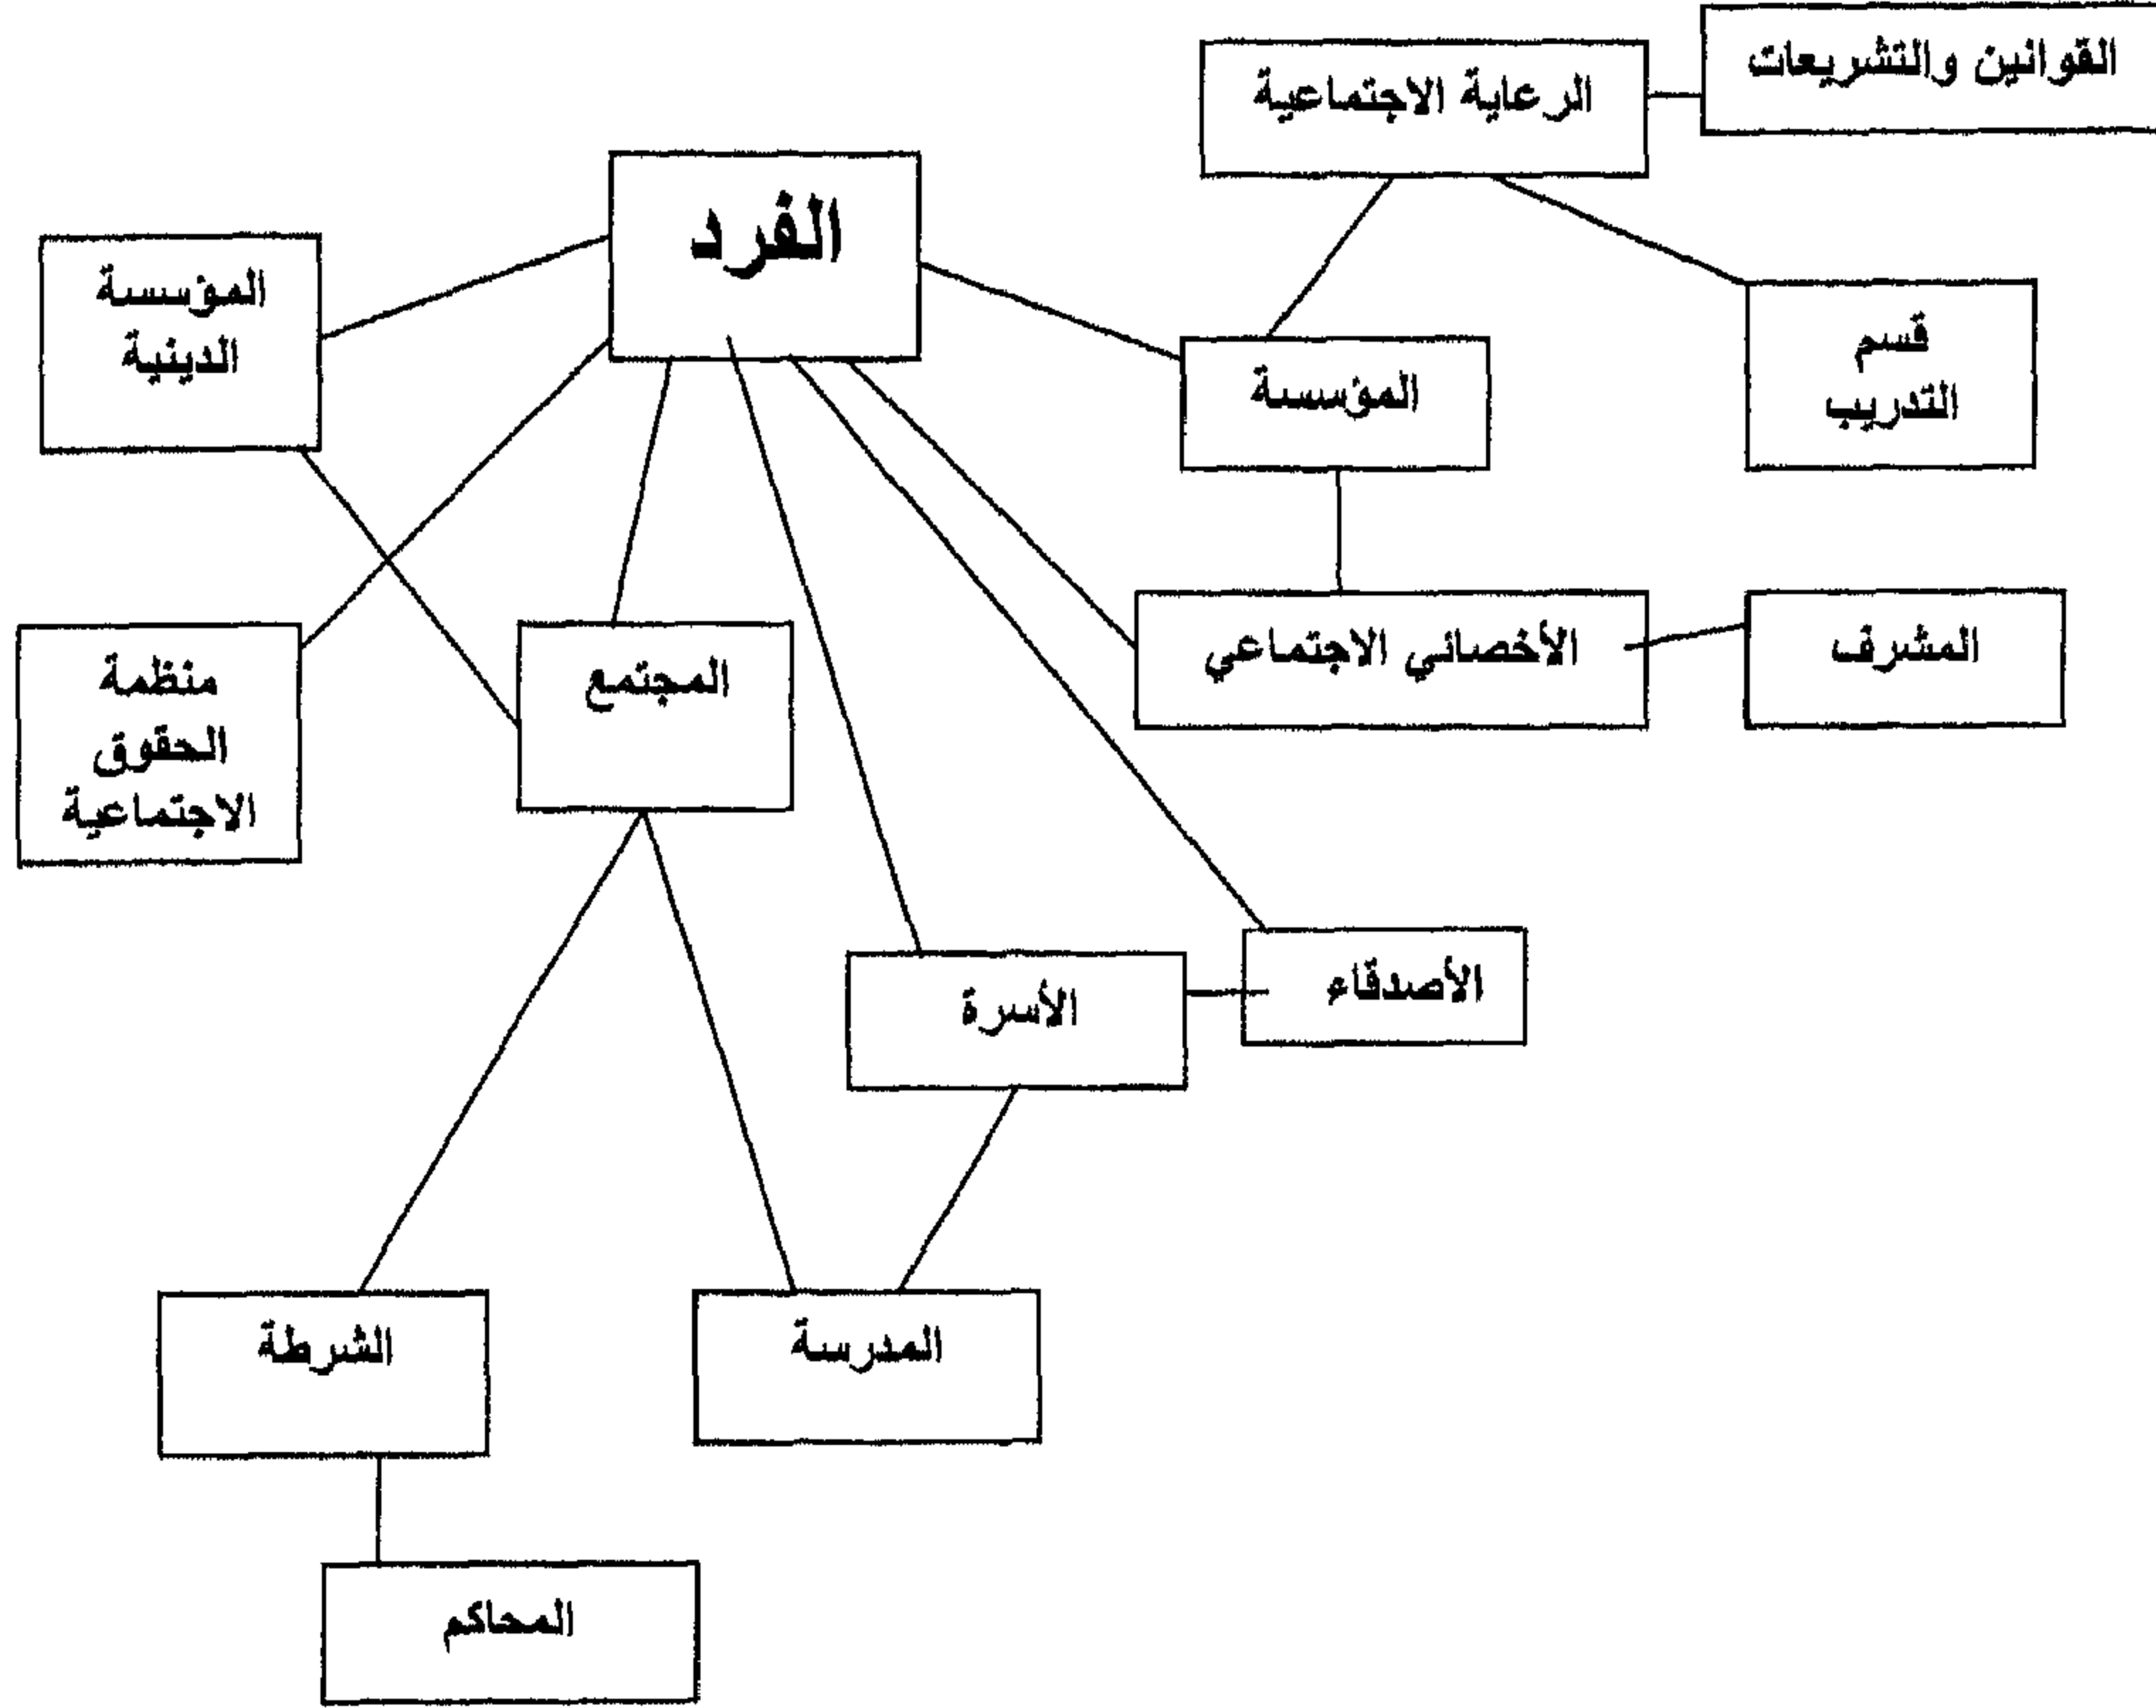 القوانين والتشريعات
الرعاية الاجتماعية
الفرد
المؤسسة
الدينية
المؤسسة
قسم
التدريب
منظمة
الحقوق
الاجتماعية
المجتمع
الأخصائي الاجتماعي
المشرف
الأسرة
الأصدقاء
الشرطة
المدرسة
المحاكم